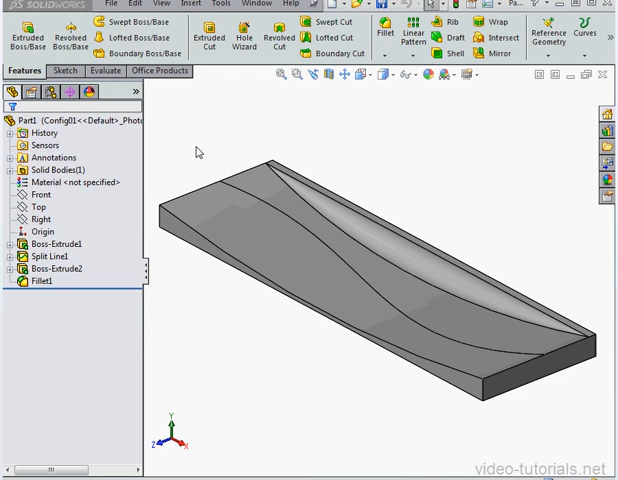 SOLIDWORKS File Edit View Insert Tools Window Help
Extruded Boss/Base
Revolved Boss/Base
Swept Boss/Base
Lofted Boss/Base
Boundary Boss/Base
Extruded Cut
Hole Wizard
Revolved Cut
Swept Cut
Lofted Cut
Boundary Cut
Fillet
Linear Pattern
Rib
Draft
Shell
Wrap
Intersect
Mirror
Reference Geometry
Curves
Features Sketch Evaluate Office Products
Part1 (Config01<<Default>_Phot
History
Sensors
Annotations
Solid Bodies(1)
Material <not specified>
Front
Top
Right
Origin
Boss-Extrude1
Split Line1
Boss-Extrude2
Fillet1
Y
Z
X
video-tutorials.net